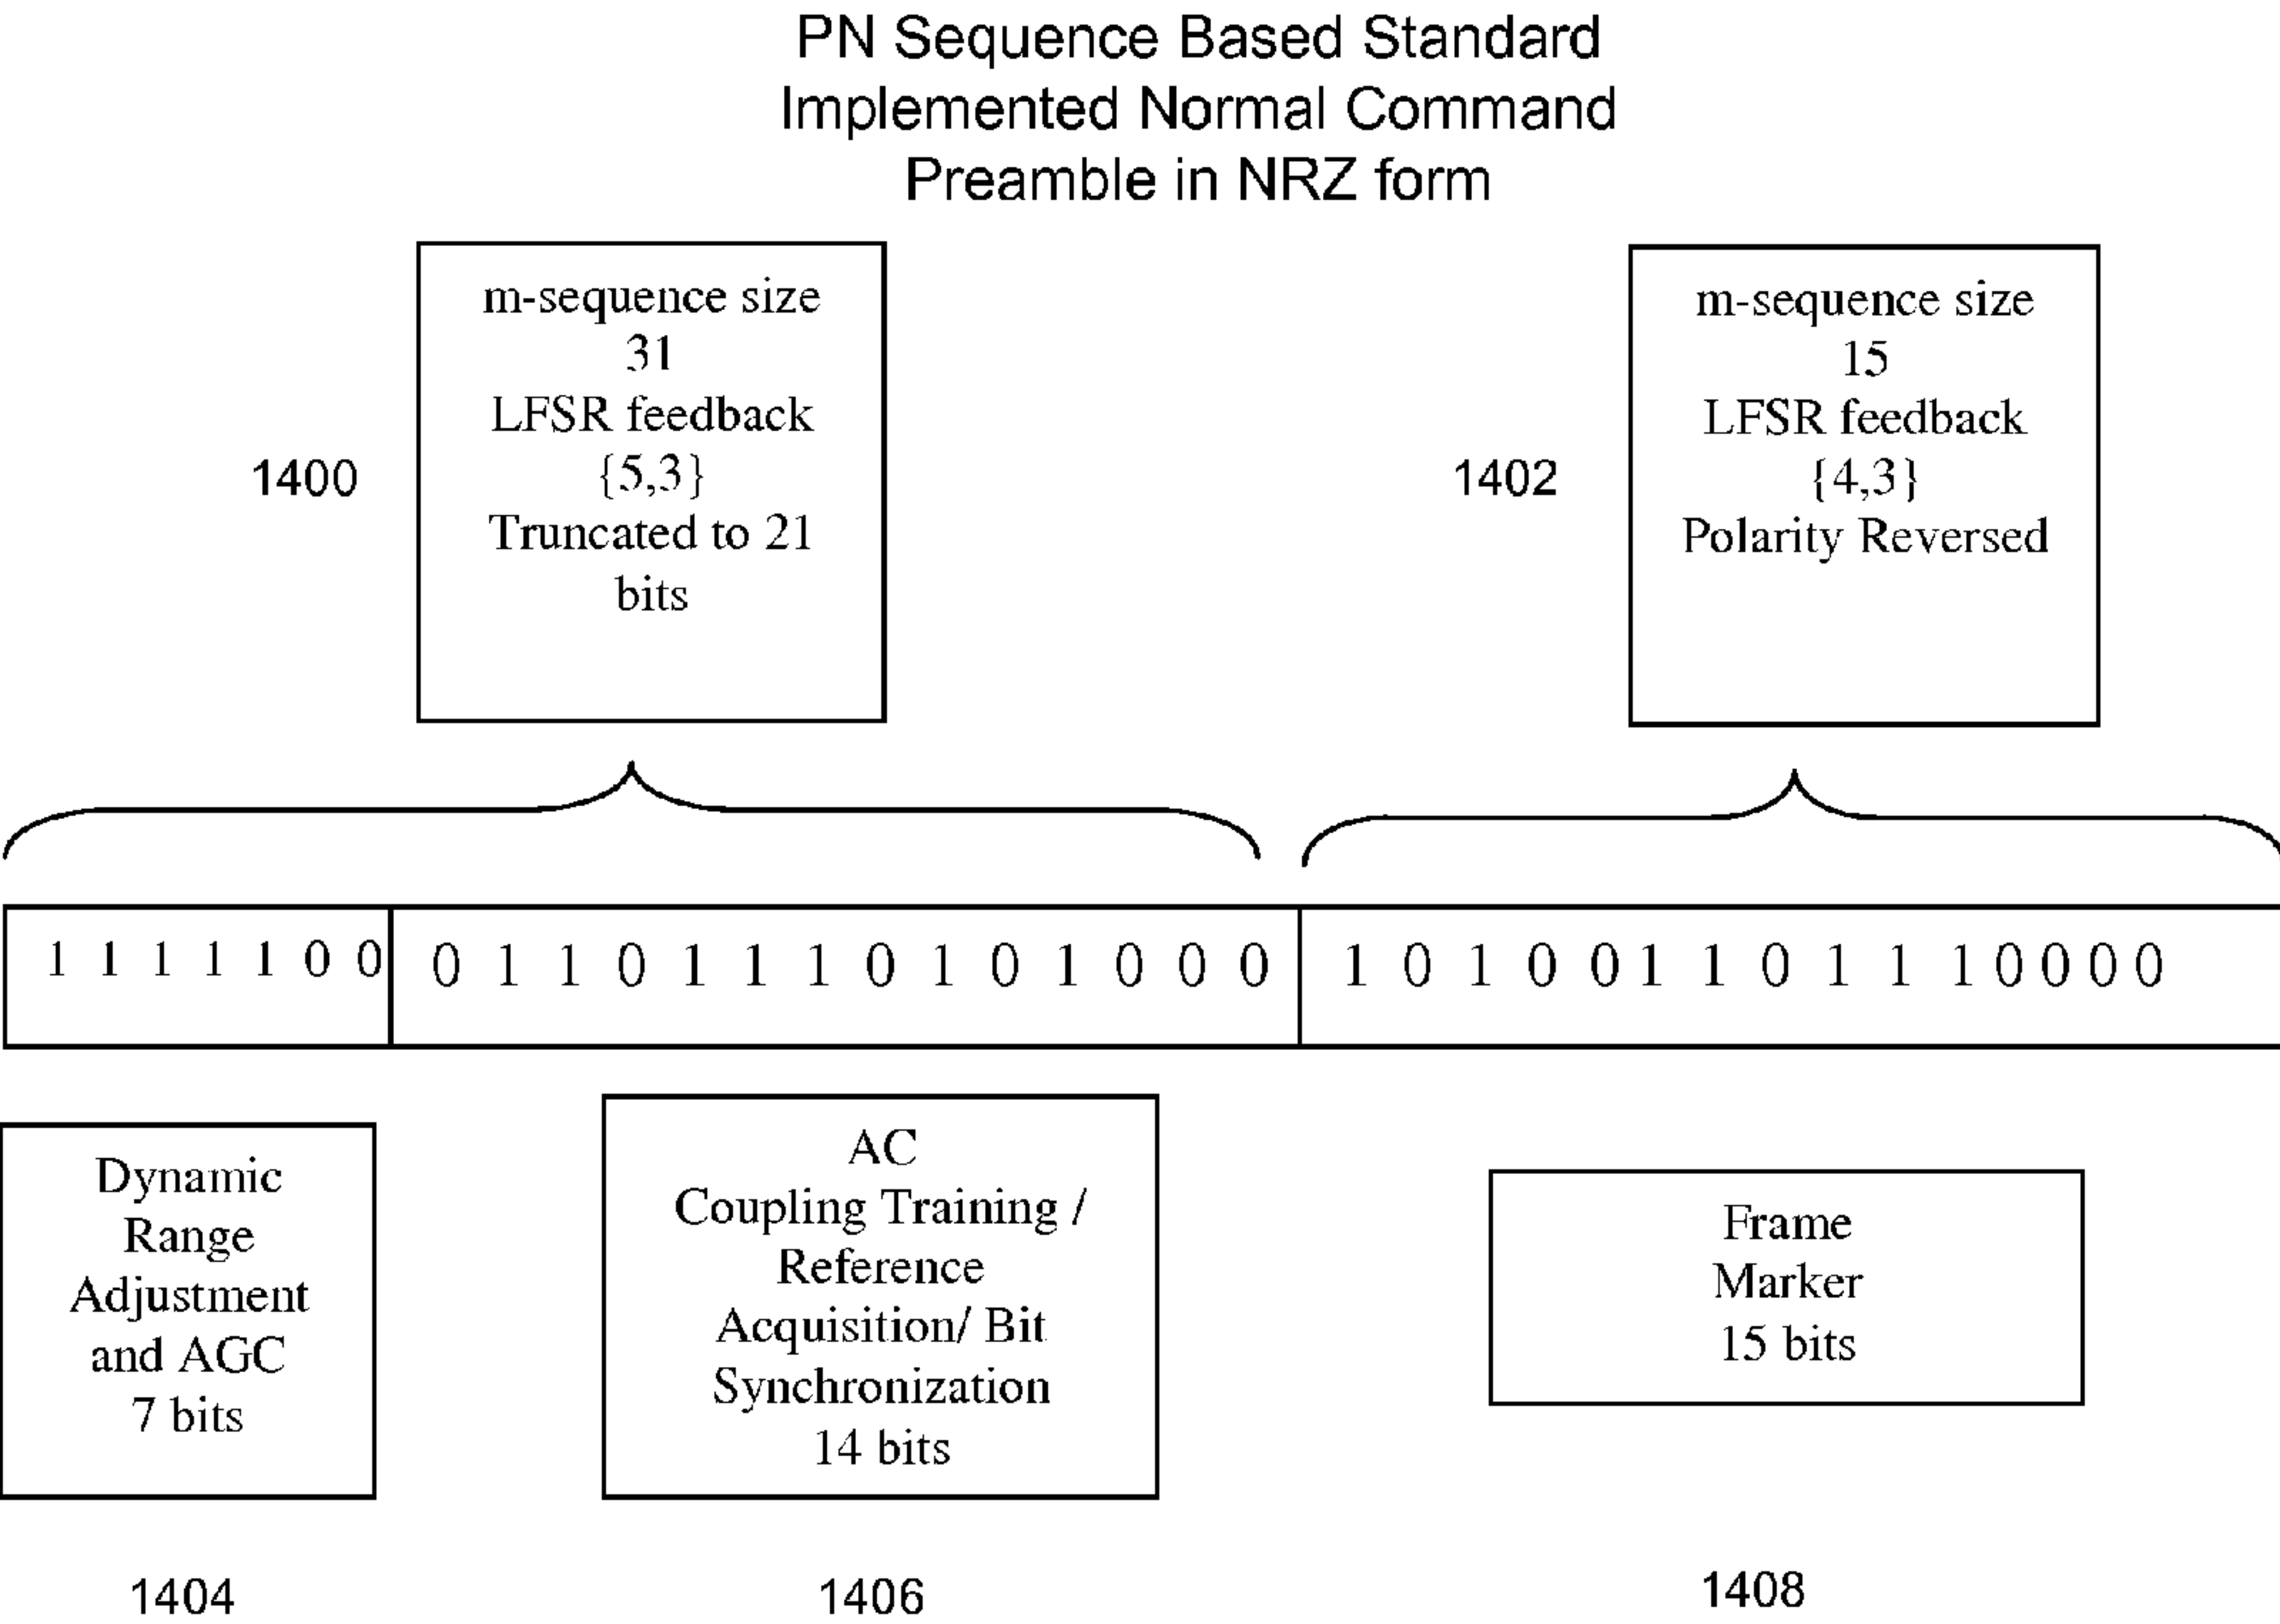 PN Sequence Based Standard
Implemented Normal Command
Preamble in NRZ form
m-sequence size
31
LFSR feedback
{5,3}
Truncated to 21
bits
1400
m-sequence size
15
LFSR feedback
{4,3}
Polarity Reversed
1402
1 1 1 1 1 0 0 0 1 1 0 1 1 1 0 1 0 1 0 0 0 1 0 1 0 0 1 1 0 1 1 1 0 0 0 0
Dynamic
Range
Adjustment
and AGC
7 bits
AC
Coupling Training /
Reference
Acquisition/ Bit
Synchronization
14 bits
Frame
Marker
15 bits
1404
1406
1408